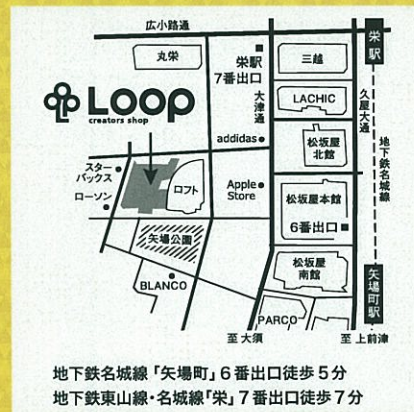 広小路通
丸栄
栄駅
7番出口
三越
栄駅
LACHIC
大津通
久屋大通
地下鉄名城線
LOOP
creators shop
addidas
松坂屋
北館
スター
バックス
ローソン
ロフト
Apple
Store
松坂屋本館
6番出口
矢場公園
松坂屋
南館
矢場町駅
BLANCO
PARCO
至 大須
至 上前津
地下鉄名城線「矢場町」6番出口徒歩5分
地下鉄東山線・名城線「栄」7番出口徒歩7分